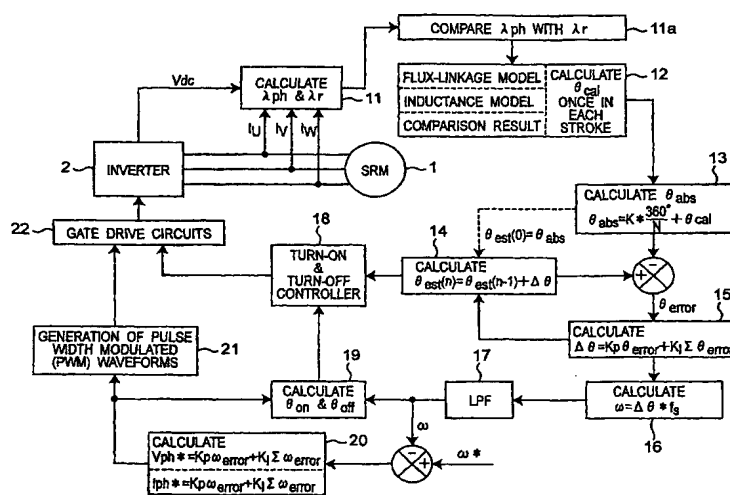 COMPARE λph WITH λr
11a
Vdc
CALCULATE
λph & λr
11
FLUX-LINKAGE MODEL
INDUCTANCE MODEL
COMPARISON RESULT
CALCULATE
θcal
ONCE IN
EACH
STROKE
12
IU
IV
IW
2
INVERTER
SRM
1
13
CALCULATE θabs
θabs=K*360°/N+θcal
22
GATE DRIVE CIRCUITS
18
TURN-ON
&
TURN-OFF
CONTROLLER
θest(0)=θabs
14
CALCULATE
θest(n)=θest(n-1)+Δθ
+
-
θerror
15
CALCULATE
Δθ=Kpθerror+KIΣθerror
GENERATION OF PULSE
WIDTH MODULATED
(PWM) WAVEFORMS
21
19
CALCULATE
θon & θoff
17
LPF
CALCULATE
ω=Δθ*fs
16
ω
20
CALCULATE
Vph*=Kpωerror+KIΣωerror
Iph*=Kpωerror+KIΣωerror
-
+
ω*